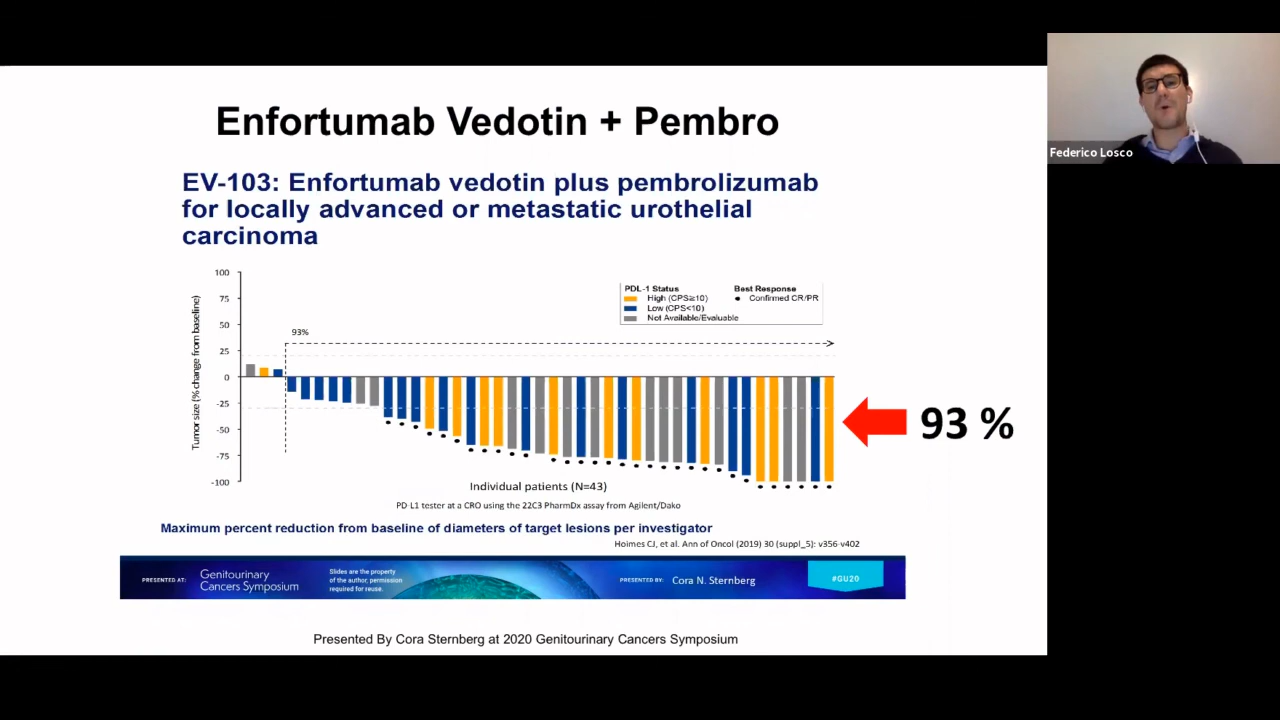 Enfortumab Vedotin + Pembro
Federico Losco
EV-103: Enfortumab vedotin plus pembrolizumab
for locally advanced or metastatic urothelial
carcinoma
100
75
50
25
0
-25
-50
-75
-100
Tumor size (% change from baseline)
93%
PDL-1 Status
High (CPS≥10)
Low (CPS<10)
Not Available/Evaluable
Best Response
Confirmed CR/PR
93 %
Individual patients (N=43)
PD-L1 tester at a CRO using the 22C3 PharmDx assay from Agilent/Dako
Maximum percent reduction from baseline of diameters of target lesions per investigator
Hoimes CJ, et al. Ann of Oncol (2019) 30 (suppl_5): v356-v402
PRESENTED AT:
Genitourinary
Cancers Symposium
Slides are the property
of the author, permission
required for reuse.
PRESENTED BY:
Cora N. Sternberg
#GU20
Presented By Cora Sternberg at 2020 Genitourinary Cancers Symposium